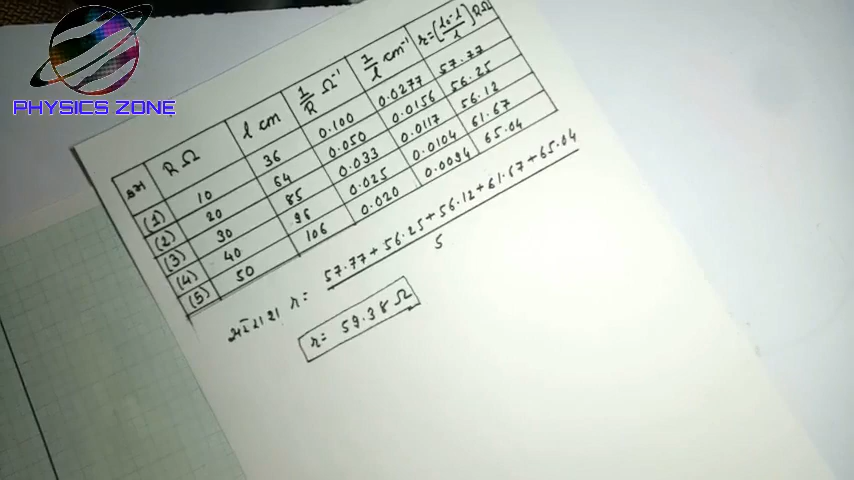 PHYSICS ZONE
ક્રમ R Ω l cm 1/R Ω⁻¹ 1/l cm⁻¹ r=(l₀-l/l)RΩ
(1) 10 36 0.100 0.0277 57.77
(2) 20 64 0.050 0.0156 56.25
(3) 30 85 0.033 0.0117 56.12
(4) 40 96 0.025 0.0104 61.67
(5) 50 106 0.020 0.0094 65.04
સરેરાશ r = 57.77 + 56.25 + 56.12 + 61.67 + 65.04
5
r = 59.38 Ω